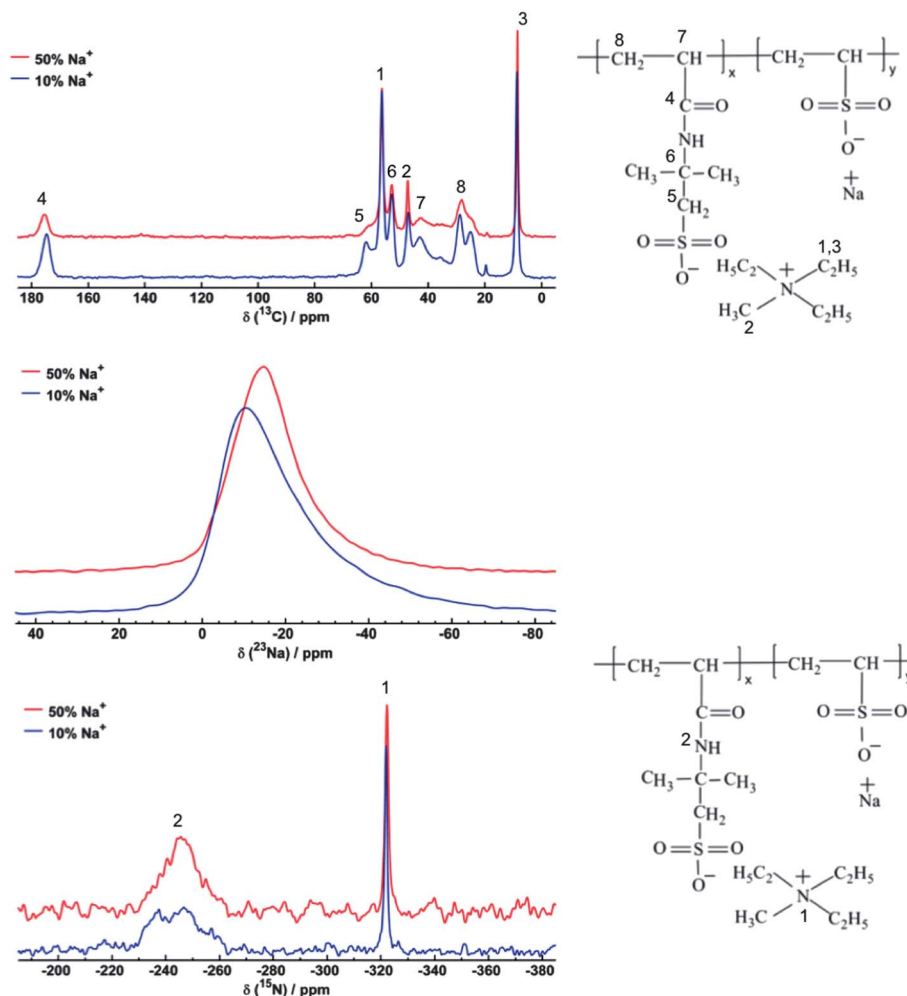 50% Na⁺
10% Na⁺
1
3
4
5
6
2
7
8
180 160 140 120 100 80 60 40 20 0
δ (¹³C) / ppm
8 7
CH₂ CH x CH₂ CH y
4 C=O O=S=O
NH O⁻
6 +
CH₃ C CH₃ Na
5 CH₂
O=S=O 1,3
O⁻ H₅C₂ + C₂H₅
N
H₃C C₂H₅
2
50% Na⁺
10% Na⁺
40 20 0 -20 -40 -60 -80
δ (²³Na) / ppm
50% Na⁺
10% Na⁺
2
1
-200 -220 -240 -260 -280 -300 -320 -340 -360 -380
δ (¹⁵N) / ppm
CH₂ CH x CH₂ CH y
C=O O=S=O
2 NH O⁻
+
CH₃ C CH₃ Na
CH₂
O=S=O
O⁻ H₅C₂ + C₂H₅
N
H₃C 1 C₂H₅